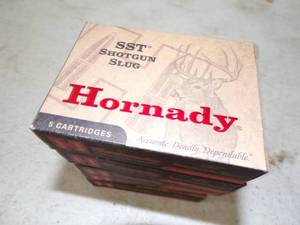 SST®
SHOTGUN
SLUG
Hornady
5 CARTRIDGES
Accurate. Deadly. Dependable.®